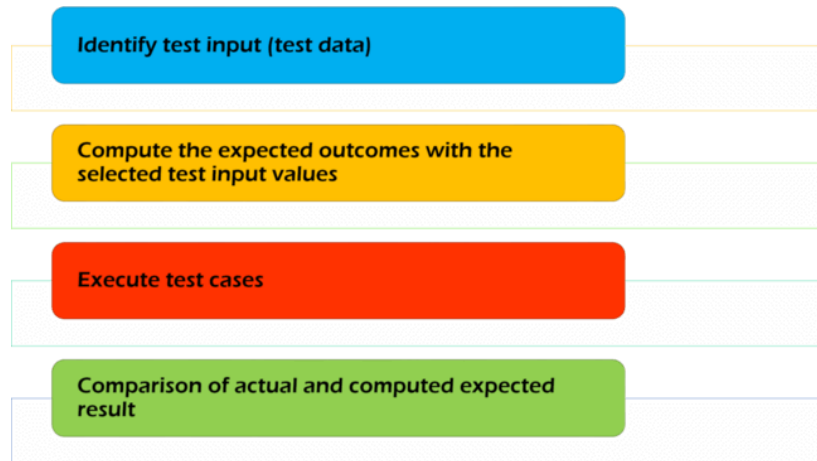 Identify test input (test data)
Compute the expected outcomes with the
selected test input values
Execute test cases
Comparison of actual and computed expected
result